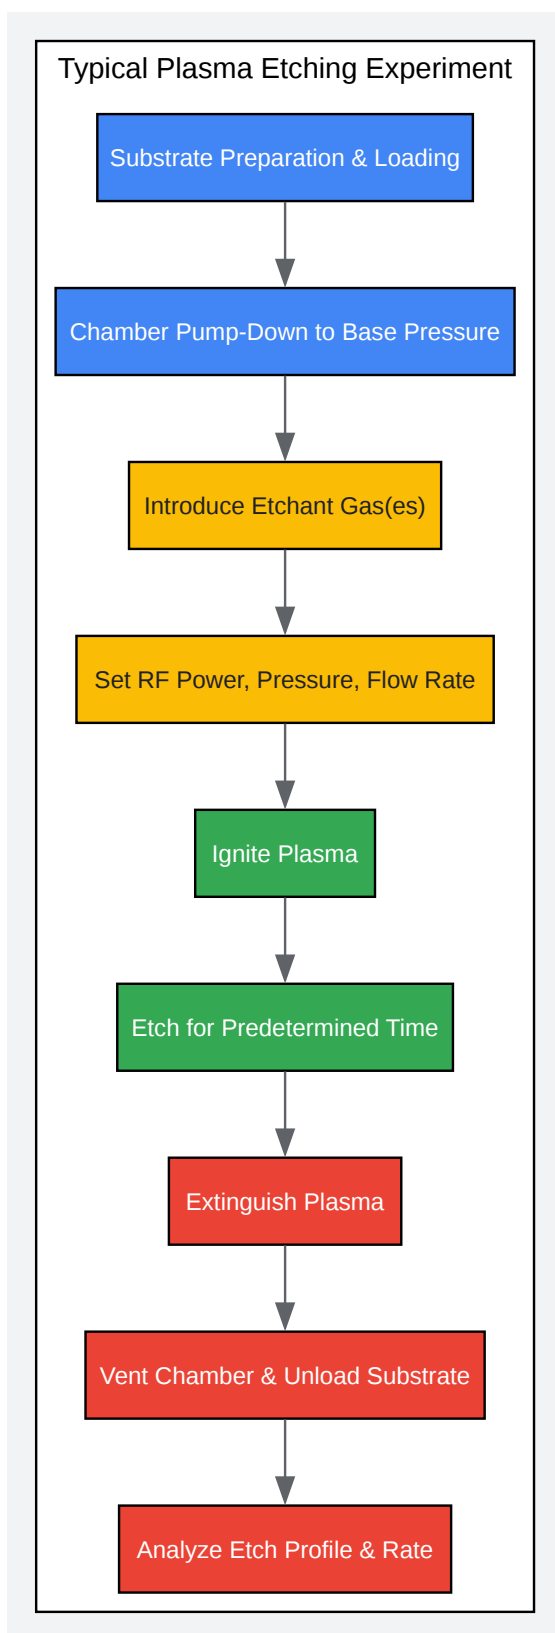 Typical Plasma Etching Experiment
Substrate Preparation & Loading
Chamber Pump-Down to Base Pressure
Introduce Etchant Gas(es)
Set RF Power, Pressure, Flow Rate
Ignite Plasma
Etch for Predetermined Time
Extinguish Plasma
Vent Chamber & Unload Substrate
Analyze Etch Profile & Rate